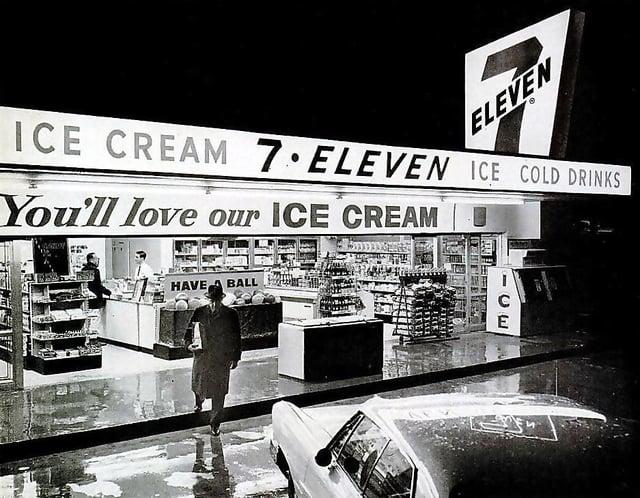 7
ELEVEN®
ICE CREAM 7·ELEVEN ICE COLD DRINKS
You'll love our ICE CREAM
HAVE A BALL
ICE